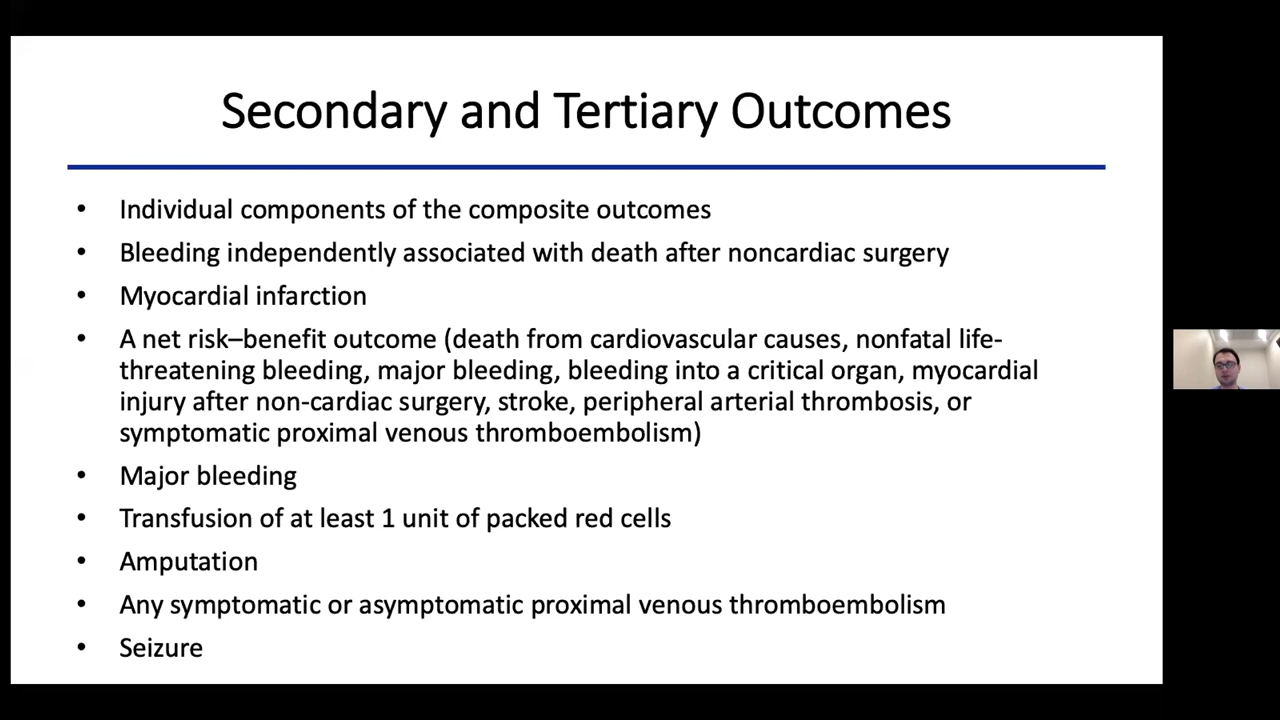 Secondary and Tertiary Outcomes
• Individual components of the composite outcomes
• Bleeding independently associated with death after noncardiac surgery
• Myocardial infarction
• A net risk–benefit outcome (death from cardiovascular causes, nonfatal life-
threatening bleeding, major bleeding, bleeding into a critical organ, myocardial
injury after non-cardiac surgery, stroke, peripheral arterial thrombosis, or
symptomatic proximal venous thromboembolism)
• Major bleeding
• Transfusion of at least 1 unit of packed red cells
• Amputation
• Any symptomatic or asymptomatic proximal venous thromboembolism
• Seizure